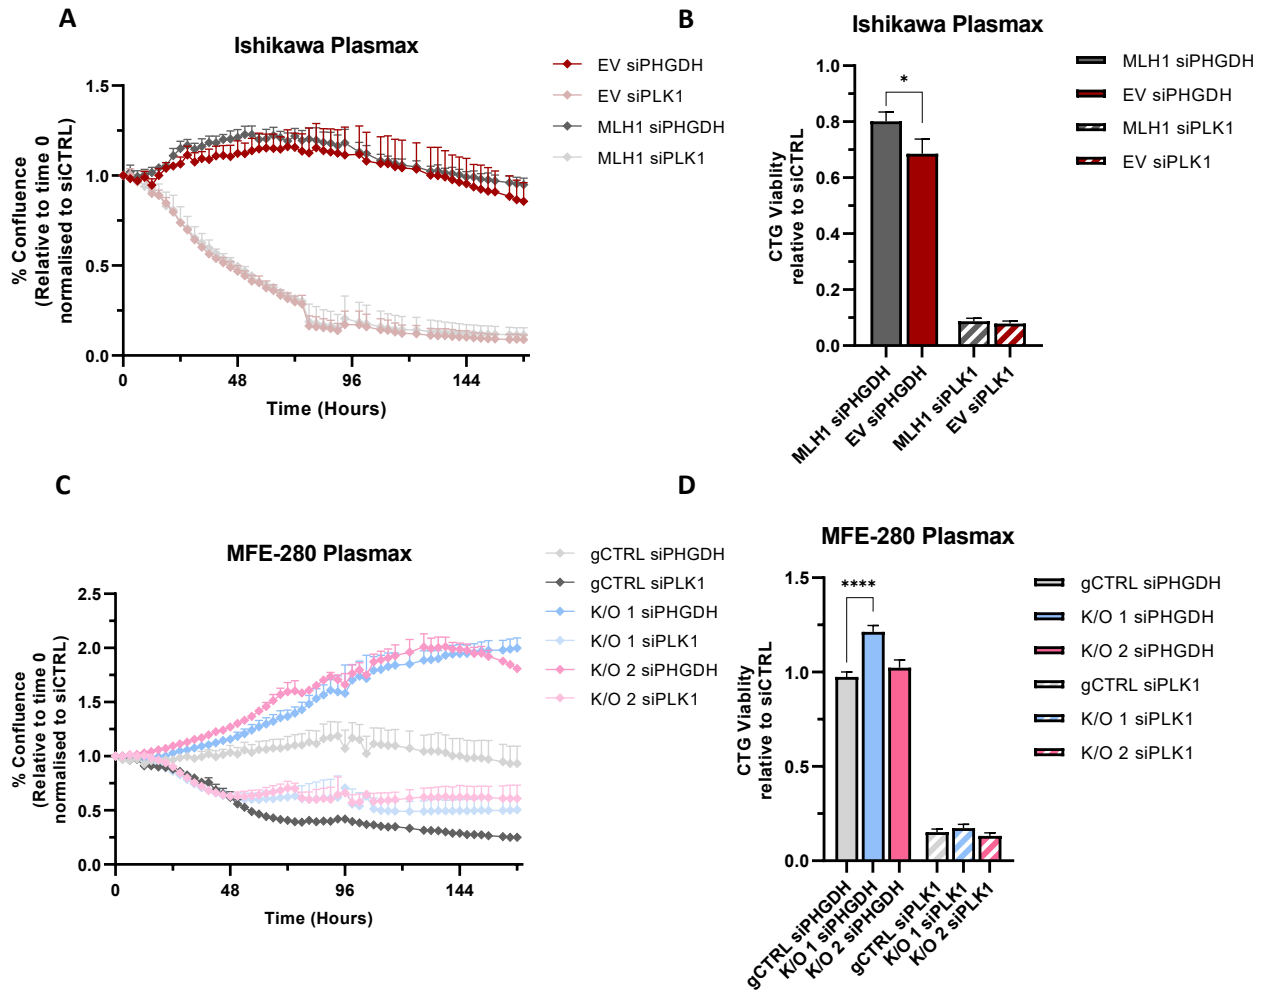 A
Ishikawa Plasmax
% Confluence
(Relative to time 0
normalised to siCTRL)
1.5
1.0
0.5
0.0
0
48
96
144
Time (Hours)
EV siPHGDH
EV siPLK1
MLH1 siPHGDH
MLH1 siPLK1
B
Ishikawa Plasmax
CTG Viablity
relative to siCTRL
1.0
0.8
0.6
0.4
0.2
0.0
*
MLH1 siPHGDH
EV siPHGDH
MLH1 siPLK1
EV siPLK1
MLH1 siPHGDH
EV siPHGDH
MLH1 siPLK1
EV siPLK1
C
MFE-280 Plasmax
% Confluence
(Relative to time 0
normalised to siCTRL)
2.5
2.0
1.5
1.0
0.5
0.0
0
48
96
144
Time (Hours)
gCTRL siPHGDH
gCTRL siPLK1
K/O 1 siPHGDH
K/O 1 siPLK1
K/O 2 siPHGDH
K/O 2 siPLK1
D
MFE-280 Plasmax
CTG Viablity
relative to siCTRL
1.5
1.0
0.5
0.0
****
gCTRL siPHGDH
K/O 1 siPHGDH
K/O 2 siPHGDH
gCTRL siPLK1
K/O 1 siPLK1
K/O 2 siPLK1
gCTRL siPHGDH
K/O 1 siPHGDH
K/O 2 siPHGDH
gCTRL siPLK1
K/O 1 siPLK1
K/O 2 siPLK1